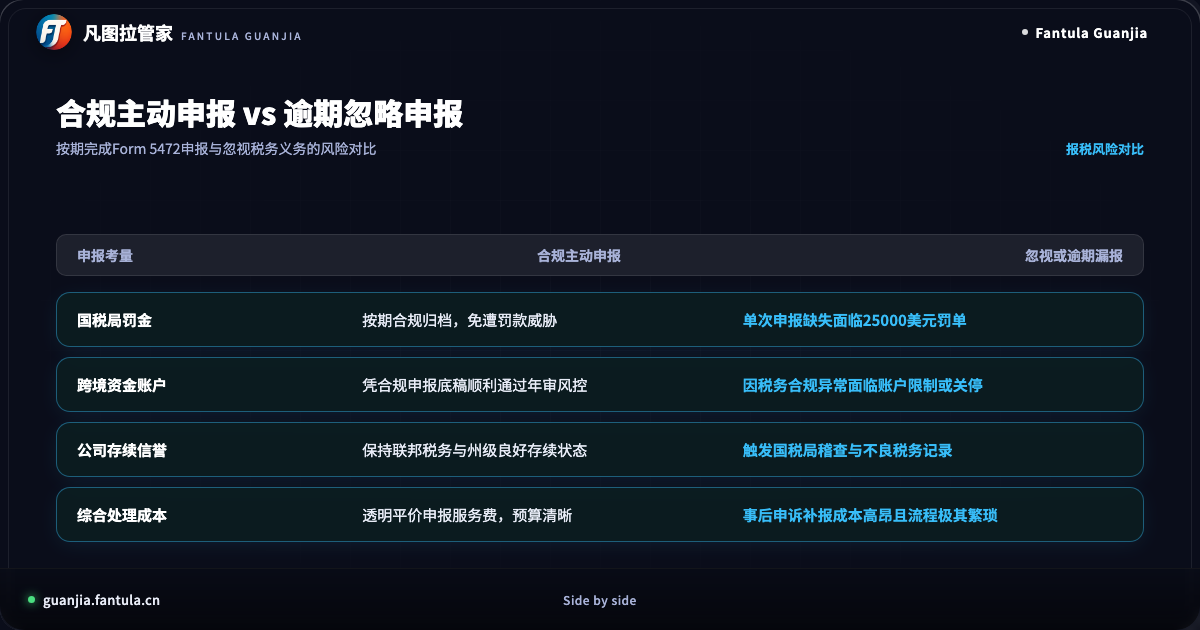 FT 凡图拉管家 FANTULA GUANJIA Fantula Guanjia
合规主动申报 vs 逾期忽略申报
按期完成Form 5472申报与忽视税务义务的风险对比 报税风险对比
申报考量 合规主动申报 忽视或逾期漏报
国税局罚金 按期合规归档，免遭罚款威胁 单次申报缺失面临25000美元罚单
跨境资金账户 凭合规申报底稿顺利通过年审风控 因税务合规异常面临账户限制或关停
公司存续信誉 保持联邦税务与州级良好存续状态 触发国税局稽查与不良税务记录
综合处理成本 透明平价申报服务费，预算清晰 事后申诉补报成本高昂且流程极其繁琐
guanjia.fantula.cn Side by side